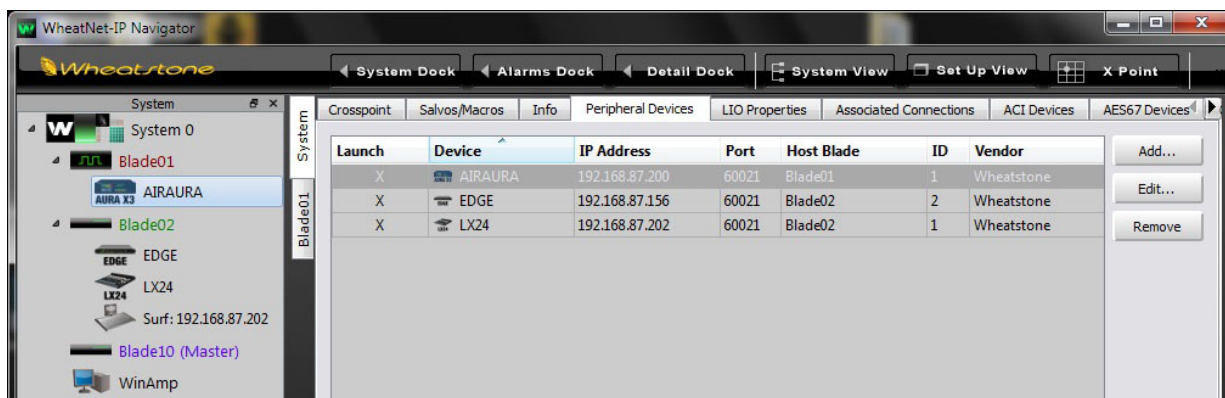 WheatNet-IP Navigator
Wheatstone
System Dock Alarms Dock Detail Dock System View Set Up View X Point
System
System 0
Blade01
AURA X3 AIRAURA
Blade02
EDGE EDGE
LX24 LX24
Surf: 192.168.87.202
Blade10 (Master)
WinAmp
System
Blade01
Crosspoint Salvos/Macros Info Peripheral Devices LIO Properties Associated Connections ACI Devices AES67 Devices
Launch Device IP Address Port Host Blade ID Vendor
X AIRAURA 192.168.87.200 60021 Blade01 1 Wheatstone
X EDGE 192.168.87.156 60021 Blade02 2 Wheatstone
X LX24 192.168.87.202 60021 Blade02 1 Wheatstone
Add...
Edit...
Remove